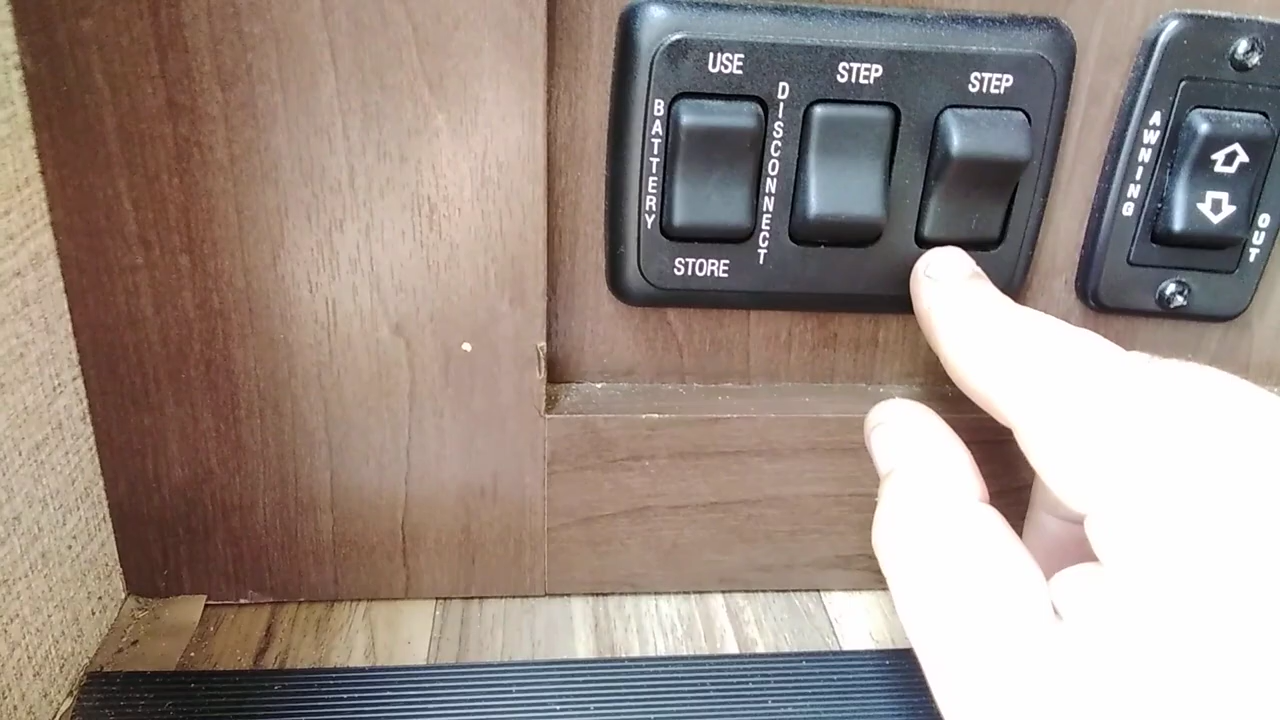 USE
STEP
STEP
BATTERY
DISCONNECT
STORE
AWNING
OUT